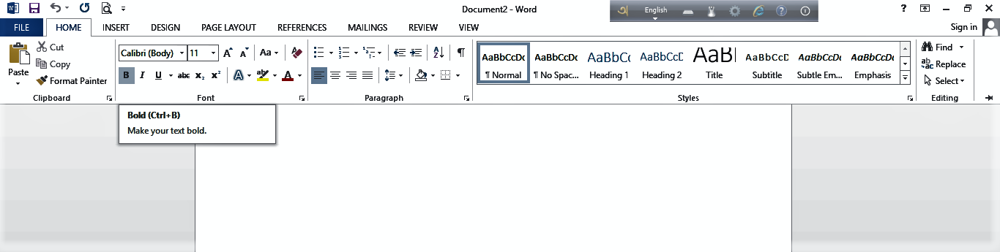 Document2 - Word
অ English
?
FILE HOME INSERT DESIGN PAGE LAYOUT REFERENCES MAILINGS REVIEW VIEW Sign in
Paste
Cut
Copy
Format Painter
Clipboard
Calibri (Body) 11 A A Aa
B I U abc x₂ x² A ab A
Font
Paragraph
AaBbCcDc AaBbCcDc AaBbCc AaBbCcD AaB AaBbCcD AaBbCcDc AaBbCcDc
¶ Normal ¶ No Spac... Heading 1 Heading 2 Title Subtitle Subtle Em... Emphasis
Styles
Find
Replace
Select
Editing
Bold (Ctrl+B)
Make your text bold.